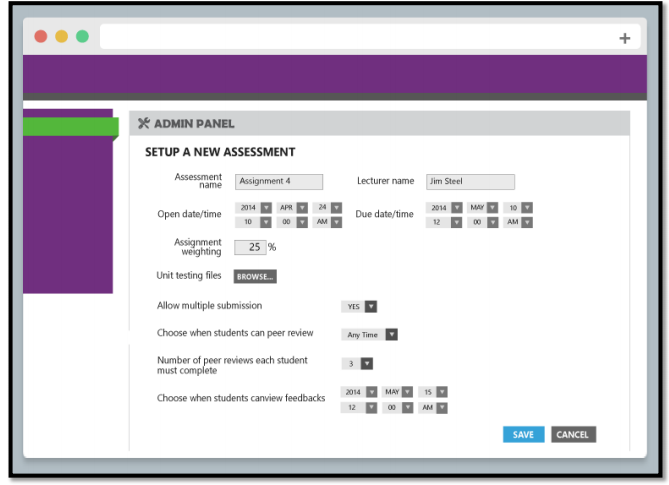 +
ADMIN PANEL
SETUP A NEW ASSESSMENT
Assessment name Assignment 4 Lecturer name Jim Steel
Open date/time 2014 APR 24 Due date/time 2014 MAY 10
10 00 AM 12 00 AM
Assignment weighting 25 %
Unit testing files BROWSE...
Allow multiple submission YES
Choose when students can peer review Any Time
Number of peer reviews each student
must complete 3
Choose when students canview feedbacks 2014 MAY 15
12 00 AM
SAVE CANCEL